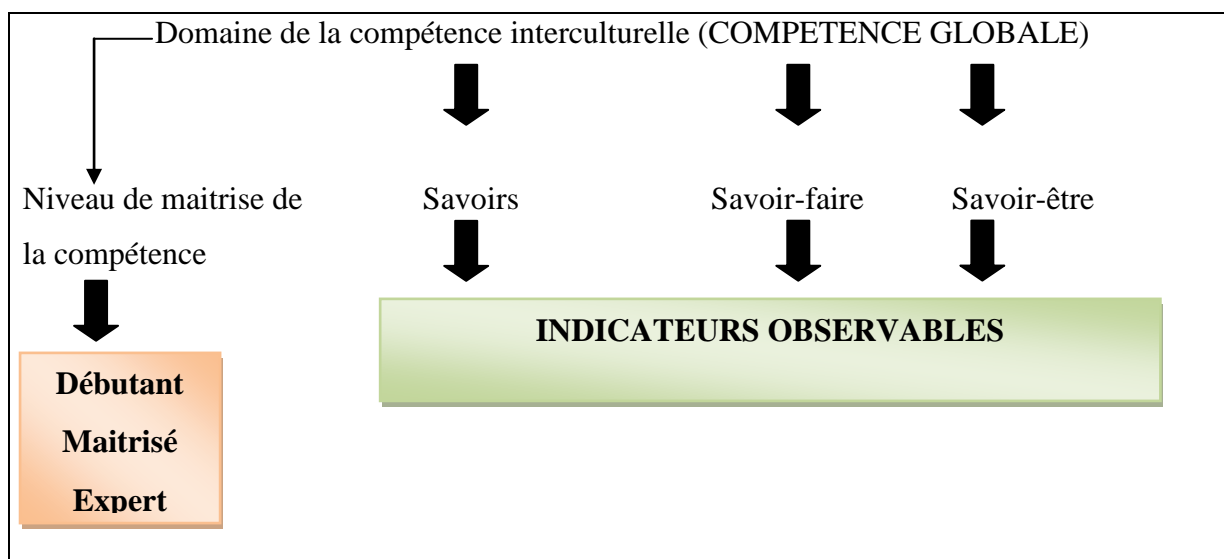 Domaine de la compétence interculturelle (COMPETENCE GLOBALE)
Niveau de maitrise de
la compétence
Savoirs
Savoir-faire
Savoir-être
INDICATEURS OBSERVABLES
Débutant
Maitrisé
Expert